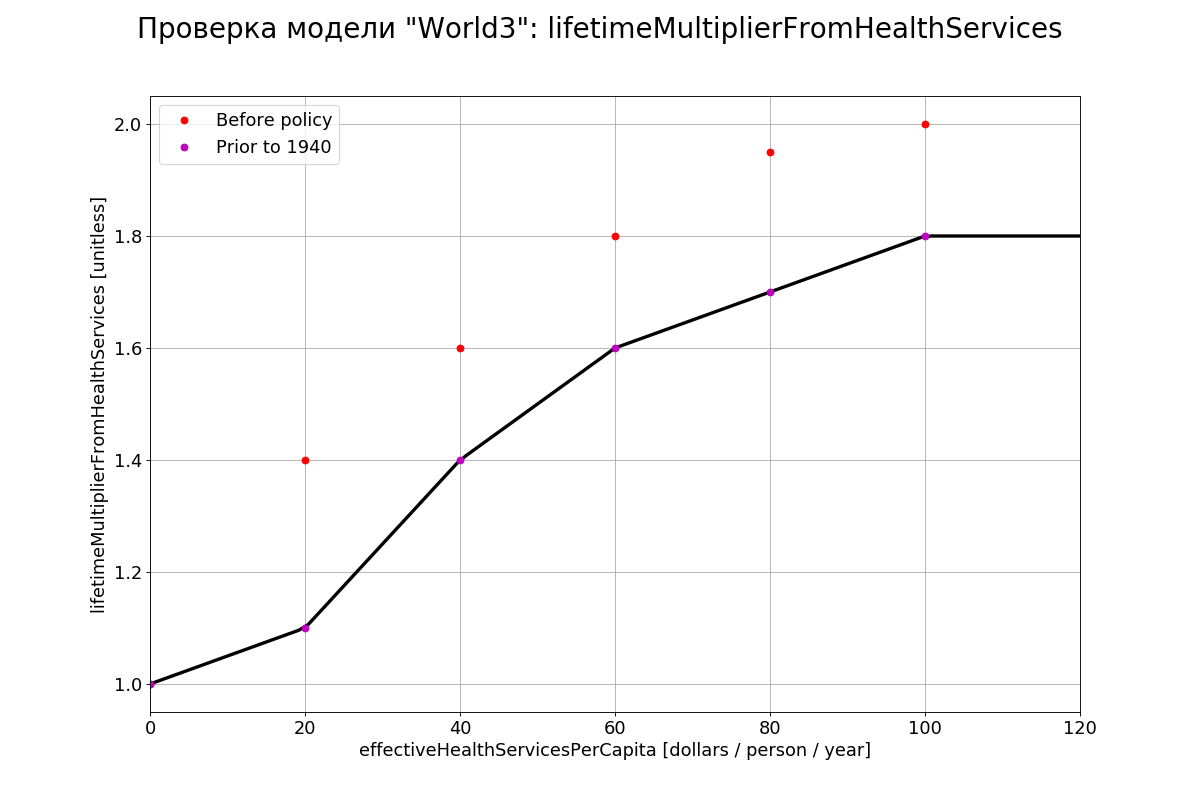 Проверка модели "World3": lifetimeMultiplierFromHealthServices
Before policy
Prior to 1940
lifetimeMultiplierFromHealthServices [unitless]
2.0
1.8
1.6
1.4
1.2
1.0
0 20 40 60 80 100 120
effectiveHealthServicesPerCapita [dollars / person / year]